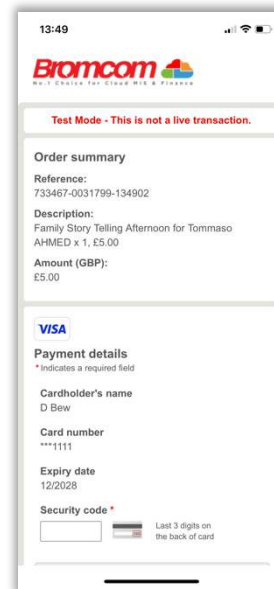 13:49
Bromcom
No.1 Choice for Cloud MIS & Finance
Test Mode - This is not a live transaction.
Order summary
Reference:
733467-0031799-134902
Description:
Family Story Telling Afternoon for Tommaso
AHMED x 1, £5.00
Amount (GBP):
£5.00
VISA
Payment details
* Indicates a required field
Cardholder's name
D Bew
Card number
***1111
Expiry date
12/2028
Security code *
Last 3 digits on
the back of card